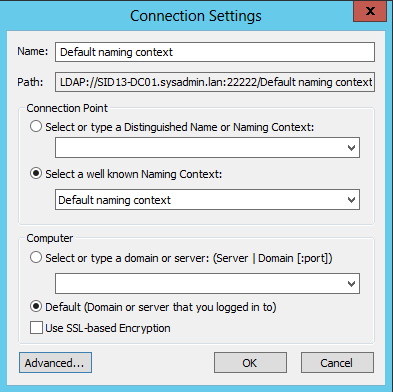 Connection Settings
x
Name: Default naming context
Path: LDAP://SID13-DC01.sysadmin.lan:22222/Default naming context
Connection Point
Select or type a Distinguished Name or Naming Context:
Select a well known Naming Context:
Default naming context
Computer
Select or type a domain or server: (Server | Domain [:port])
Default (Domain or server that you logged in to)
Use SSL-based Encryption
Advanced... OK Cancel